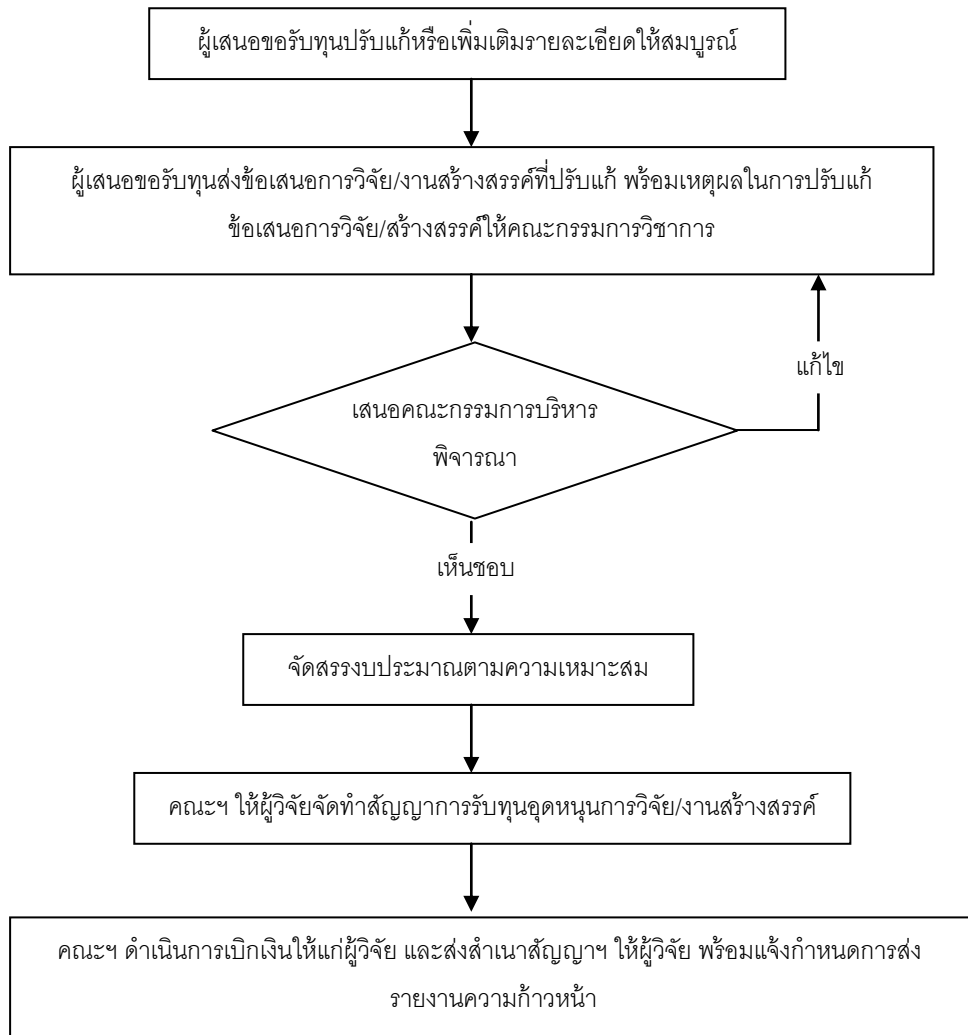 ผู้เสนอขอรับทุนปรับแก้หรือเพิ่มเติมรายละเอียดให้สมบูรณ์
ผู้เสนอขอรับทุนส่งข้อเสนอการวิจัย/งานสร้างสรรค์ที่ปรับแก้ พร้อมเหตุผลในการปรับแก้
ข้อเสนอการวิจัย/สร้างสรรค์ให้คณะกรรมการวิชาการ
แก้ไข
เสนอคณะกรรมการบริหาร
พิจารณา
เห็นชอบ
จัดสรรงบประมาณตามความเหมาะสม
คณะฯ ให้ผู้วิจัยจัดทำสัญญาการรับทุนอุดหนุนการวิจัย/งานสร้างสรรค์
คณะฯ ดำเนินการเบิกเงินให้แก่ผู้วิจัย และส่งสำเนาสัญญาฯ ให้ผู้วิจัย พร้อมแจ้งกำหนดการส่ง
รายงานความก้าวหน้า